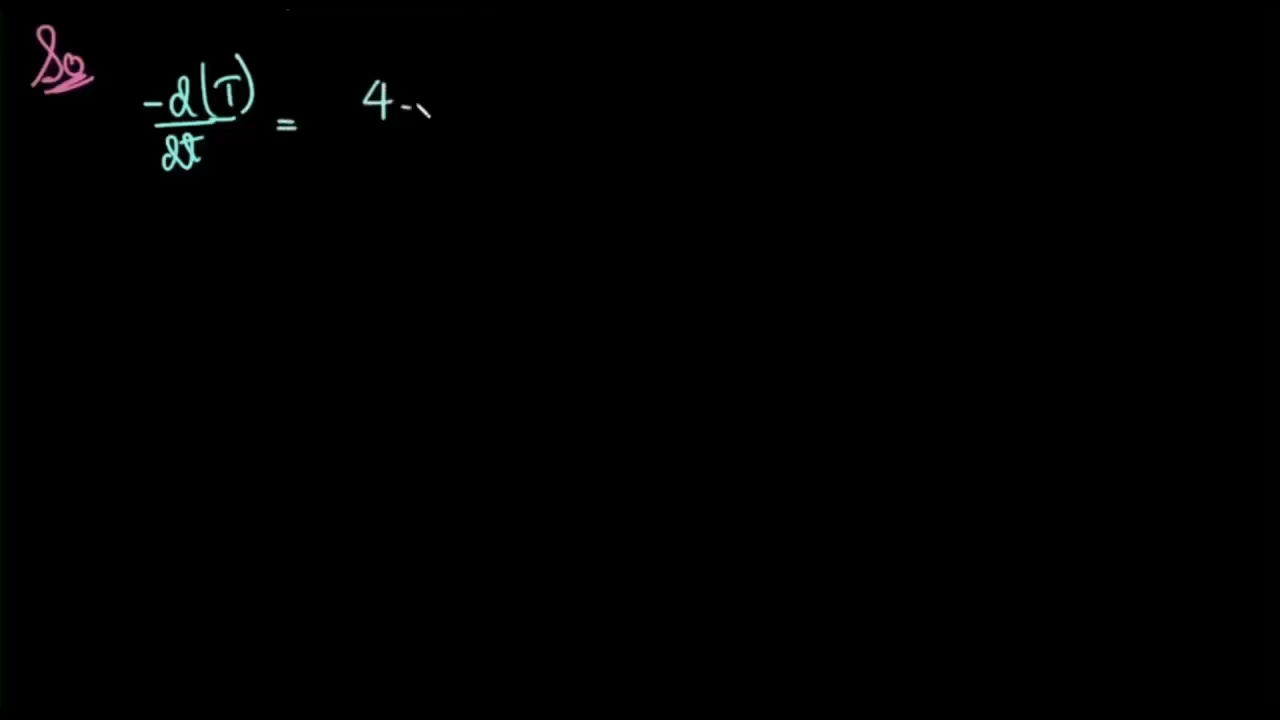 So
-d(T)/dt = 4-